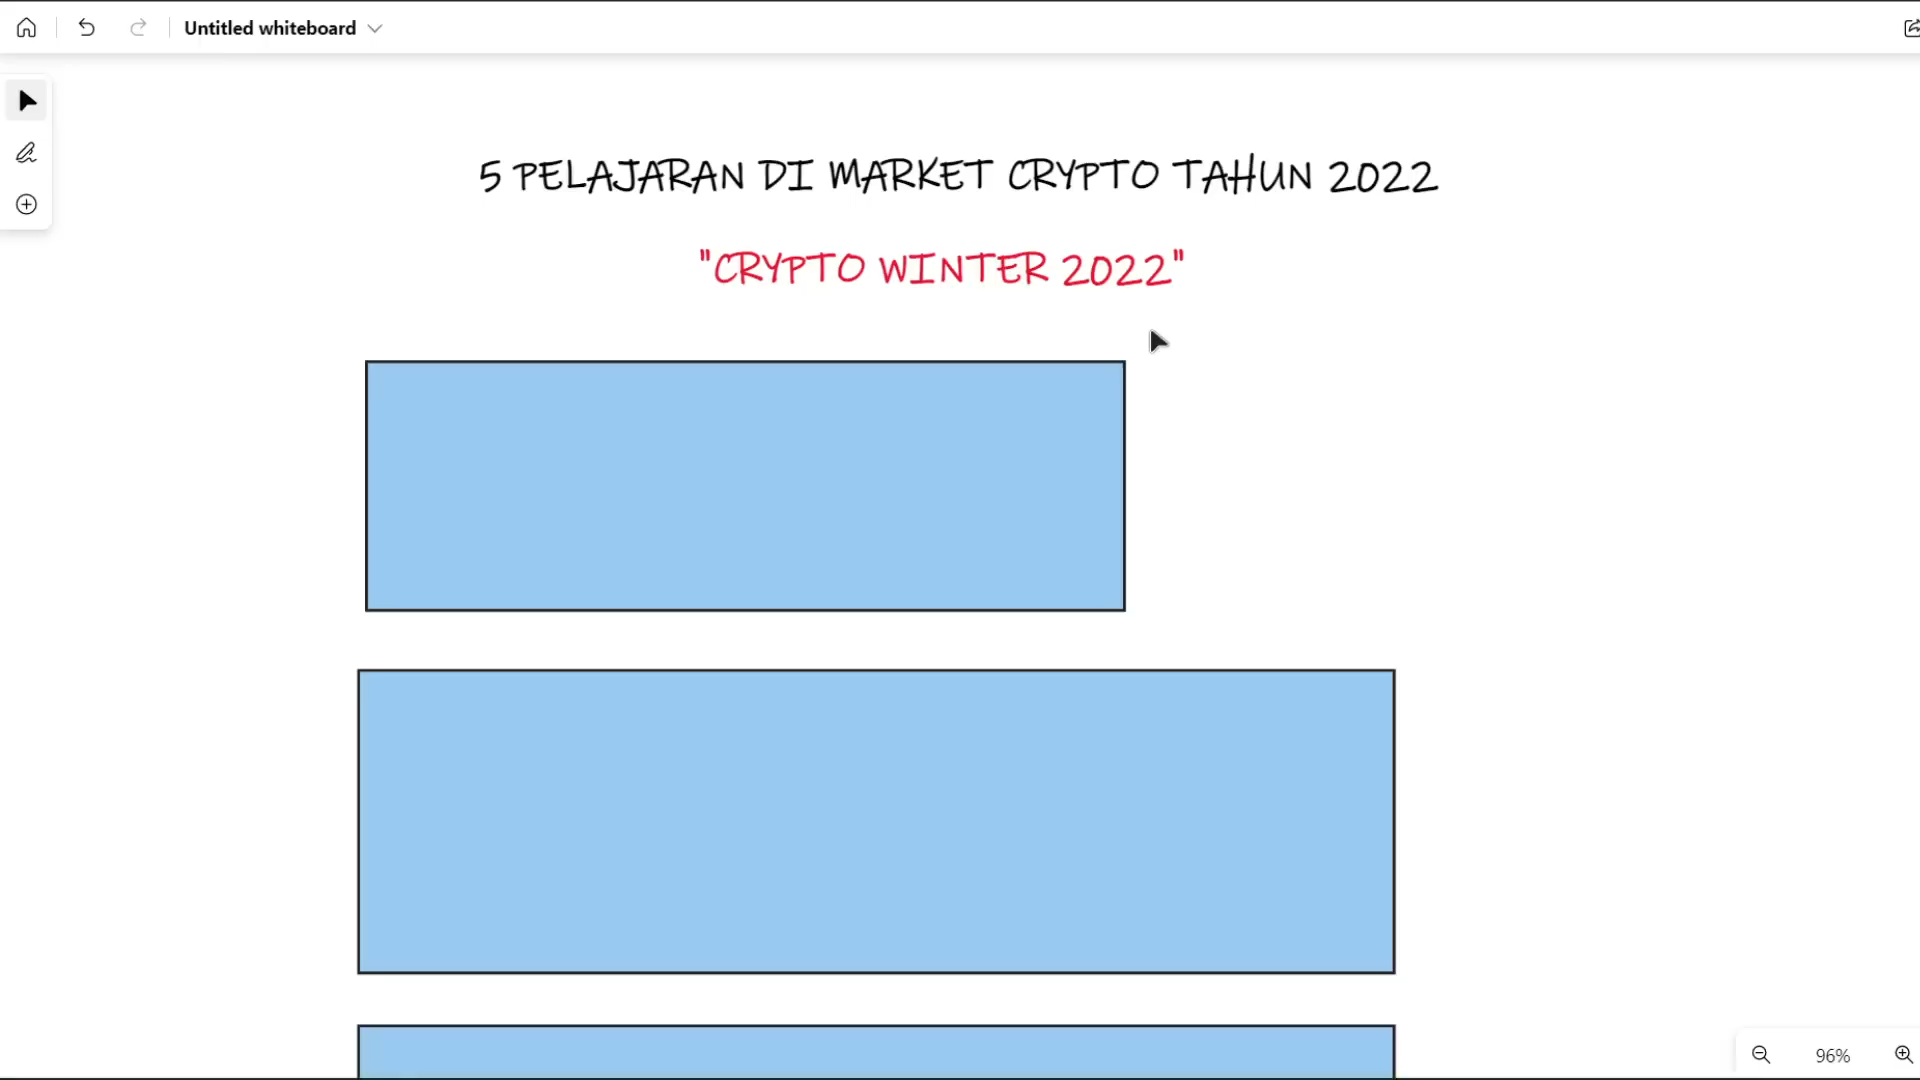 Untitled whiteboard
5 PELAJARAN DI MARKET CRYPTO TAHUN 2022
"CRYPTO WINTER 2022"
96%